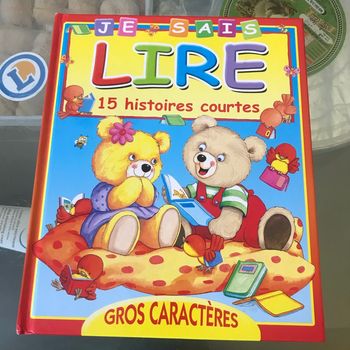 JE SAIS
LIRE
15 histoires courtes
GROS CARACTÈRES